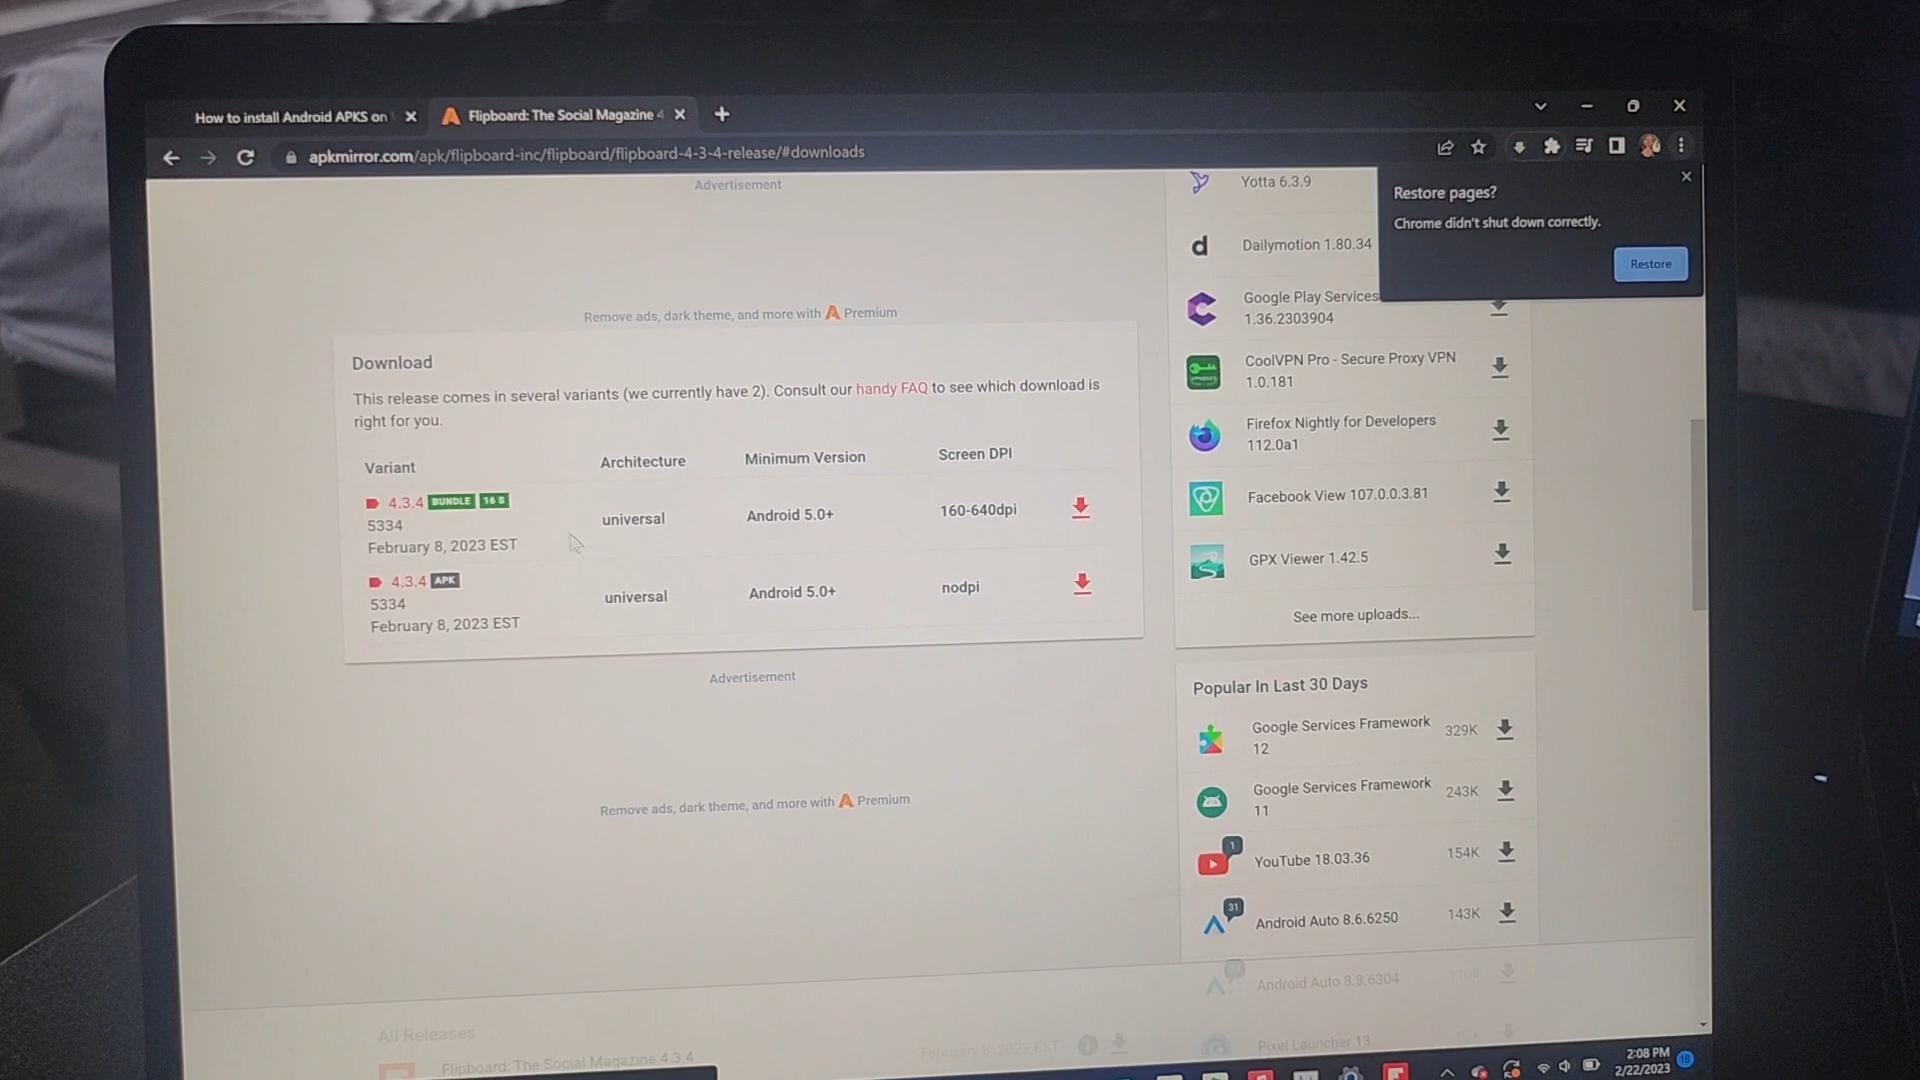 How to install Android APKS on
Flipboard: The Social Magazine 4
apkmirror.com/apk/flipboard-inc/flipboard/flipboard-4-3-4-release/#downloads
Restore pages?
Chrome didn't shut down correctly.
Restore
Advertisement
Remove ads, dark theme, and more with Premium
Download
This release comes in several variants (we currently have 2). Consult our handy FAQ to see which download is
right for you.
Variant Architecture Minimum Version Screen DPI
4.3.4 BUNDLE 16 S
5334
February 8, 2023 EST
universal Android 5.0+ 160-640dpi
4.3.4 APK
5334
February 8, 2023 EST
universal Android 5.0+ nodpi
Advertisement
Remove ads, dark theme, and more with Premium
All Releases
Flipboard: The Social Magazine 4.3.4
February 8, 2023 EST
Yotta 6.3.9
d
Dailymotion 1.80.34
Google Play Services
1.36.2303904
CoolVPN Pro - Secure Proxy VPN
1.0.181
Firefox Nightly for Developers
112.0a1
Facebook View 107.0.0.3.81
GPX Viewer 1.42.5
See more uploads...
Popular In Last 30 Days
Google Services Framework
12
329K
Google Services Framework
11
243K
1
YouTube 18.03.36 154K
31
Android Auto 8.6.6250 143K
Android Auto 8.8.6304
Pixel Launcher 13
2:08 PM
2/22/2023
18